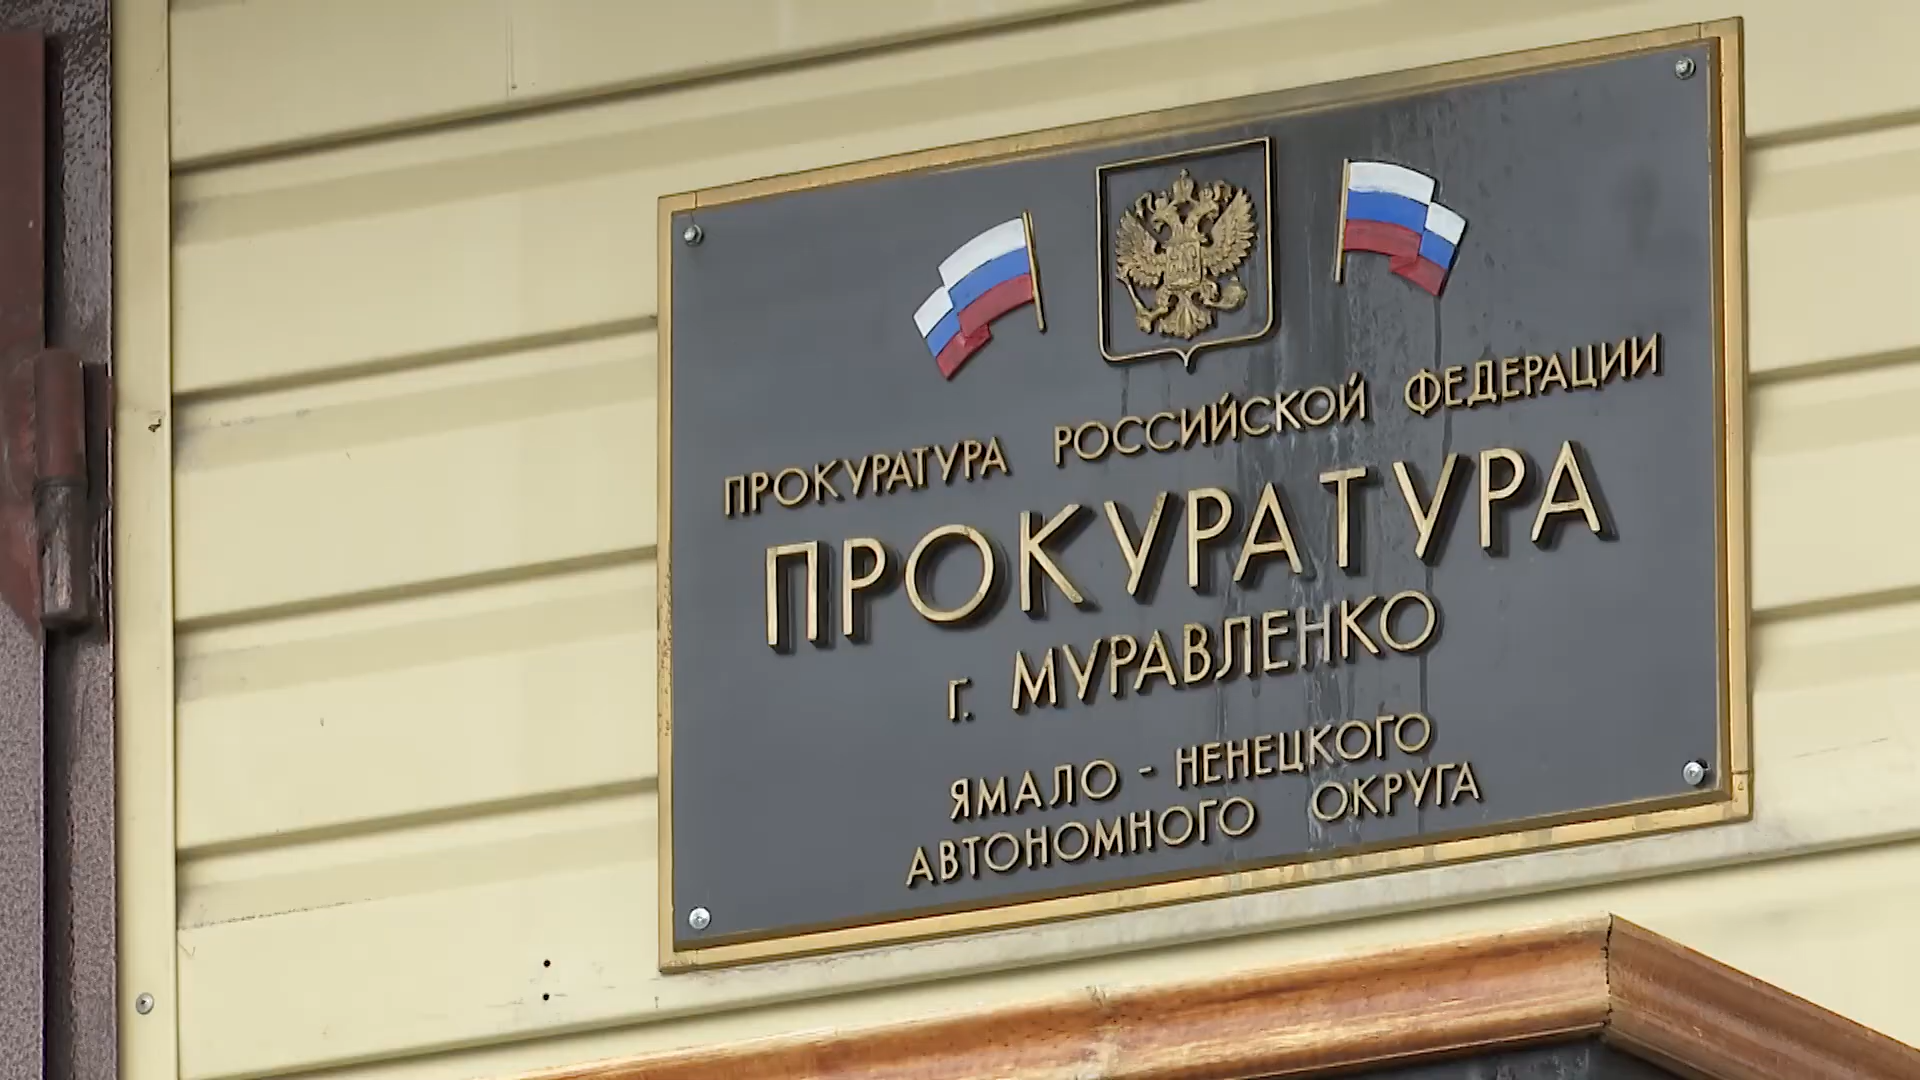 ПРОКУРАТУРА РОССИЙСКОЙ ФЕДЕРАЦИИ
ПРОКУРАТУРА
г. МУРАВЛЕНКО
ЯМАЛО - НЕНЕЦКОГО
АВТОНОМНОГО ОКРУГА